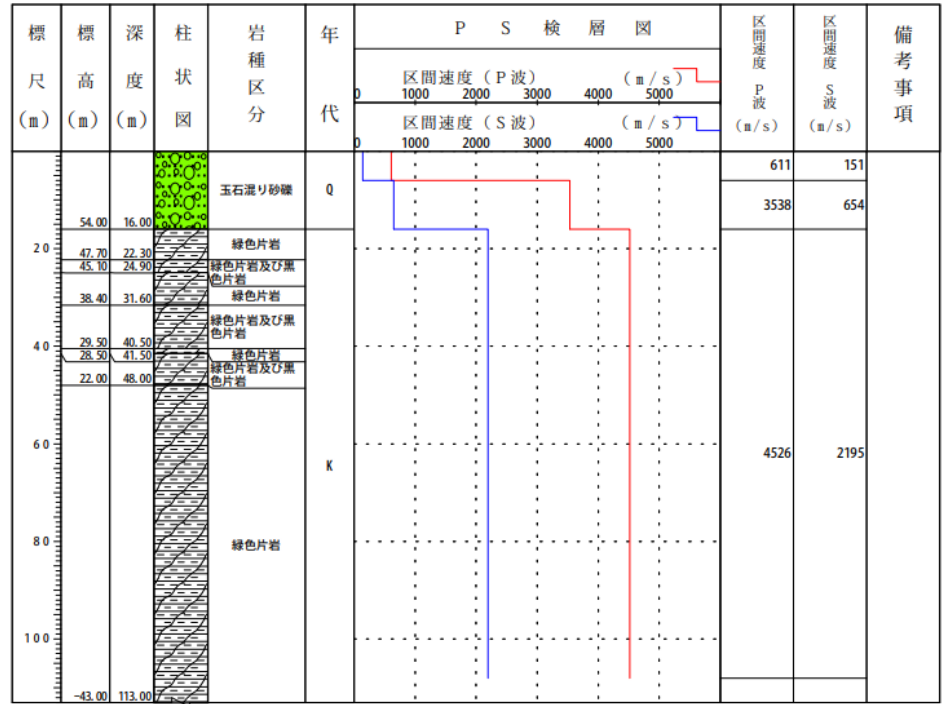 標尺(m)
標高(m)
深度(m)
柱状図
岩種区分
年代
PS検層図
区間速度(P波) (m/s)
0 1000 2000 3000 4000 5000
区間速度(S波) (m/s)
0 1000 2000 3000 4000 5000
区間速度 P波 (m/s)
区間速度 S波 (m/s)
備考事項
611 151
玉石混り砂礫 Q
3538 654
54.00 16.00
緑色片岩
20
47.70 22.30
45.10 24.90
緑色片岩及び黒
色片岩
緑色片岩
38.40 31.60
緑色片岩及び黒
色片岩
29.50 40.50
40
28.50 41.50
緑色片岩
緑色片岩及び黒
色片岩
22.00 48.00
60
K
4526 2195
80
緑色片岩
100
-43.00 113.00